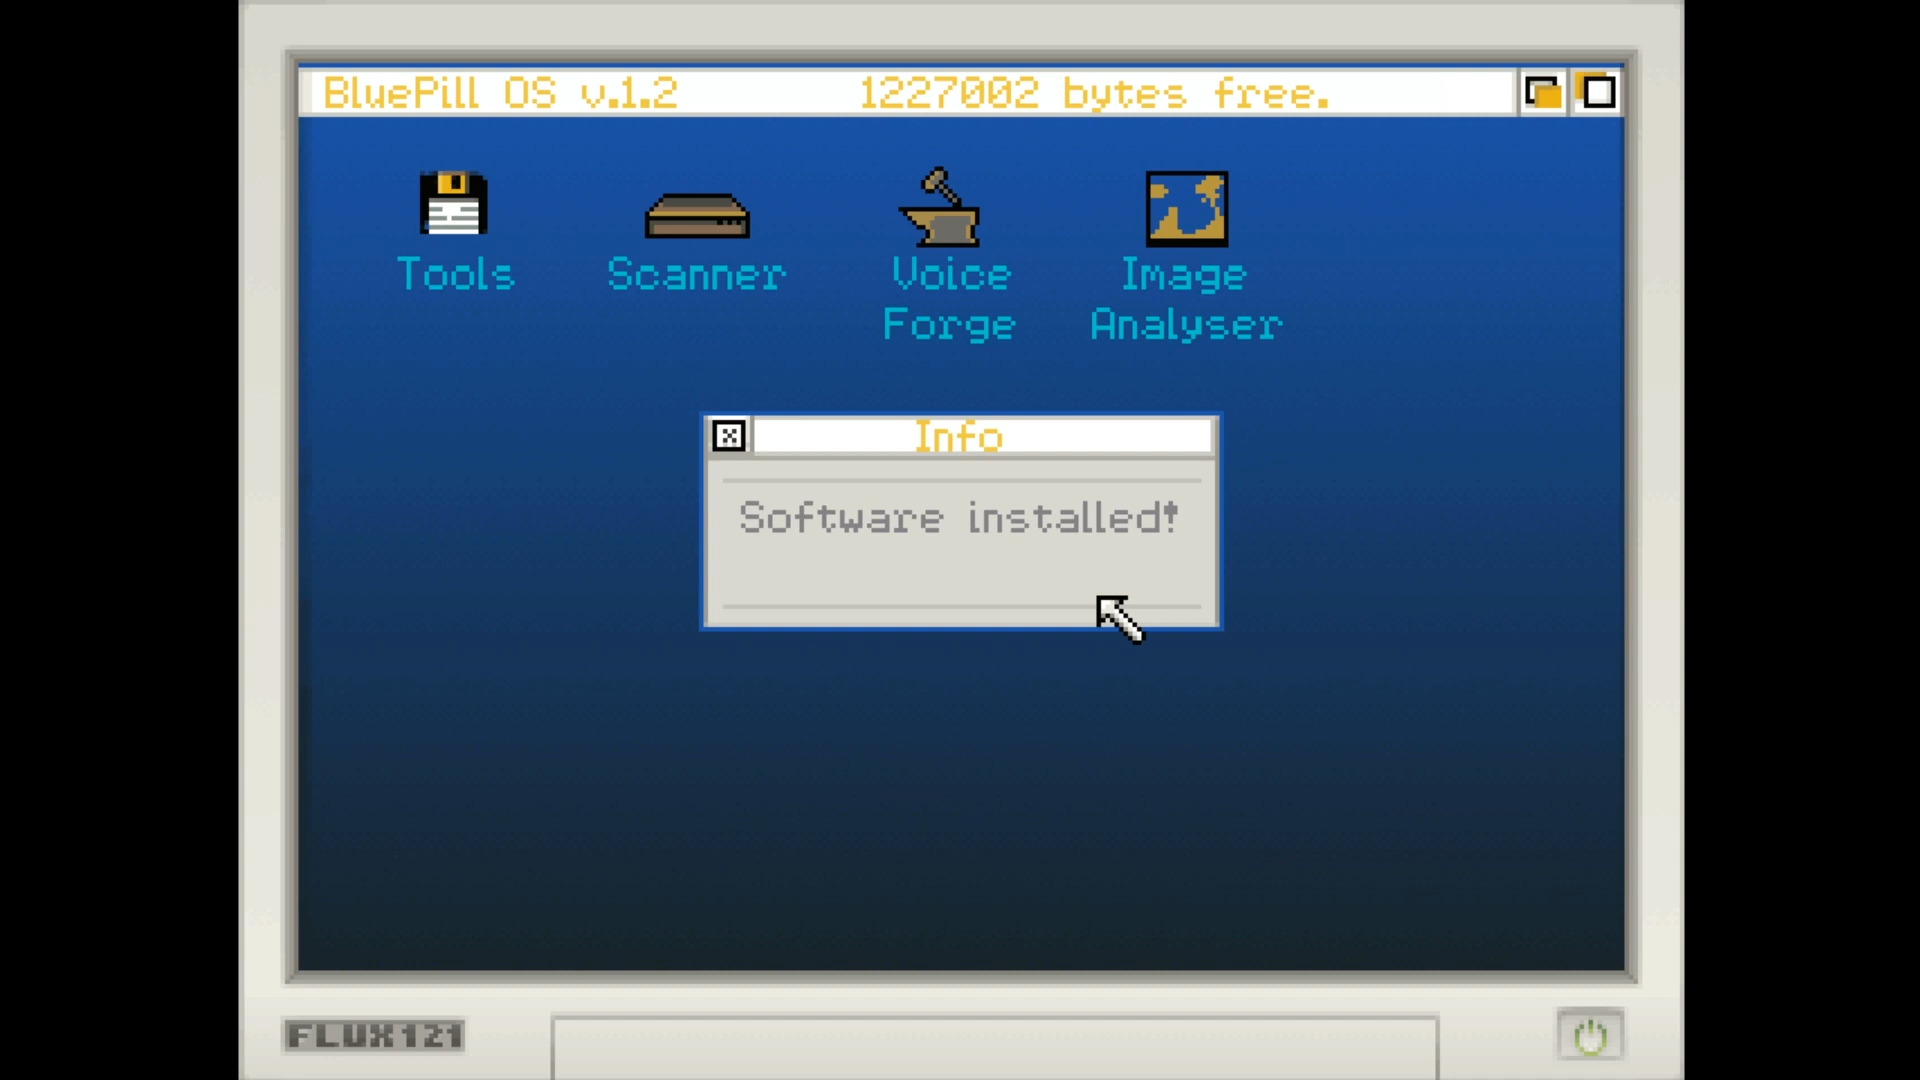 BluePill OS v.1.2 1227002 bytes free.
Tools Scanner Voice Forge Image Analyser
Info
Software installed!
FLUX121